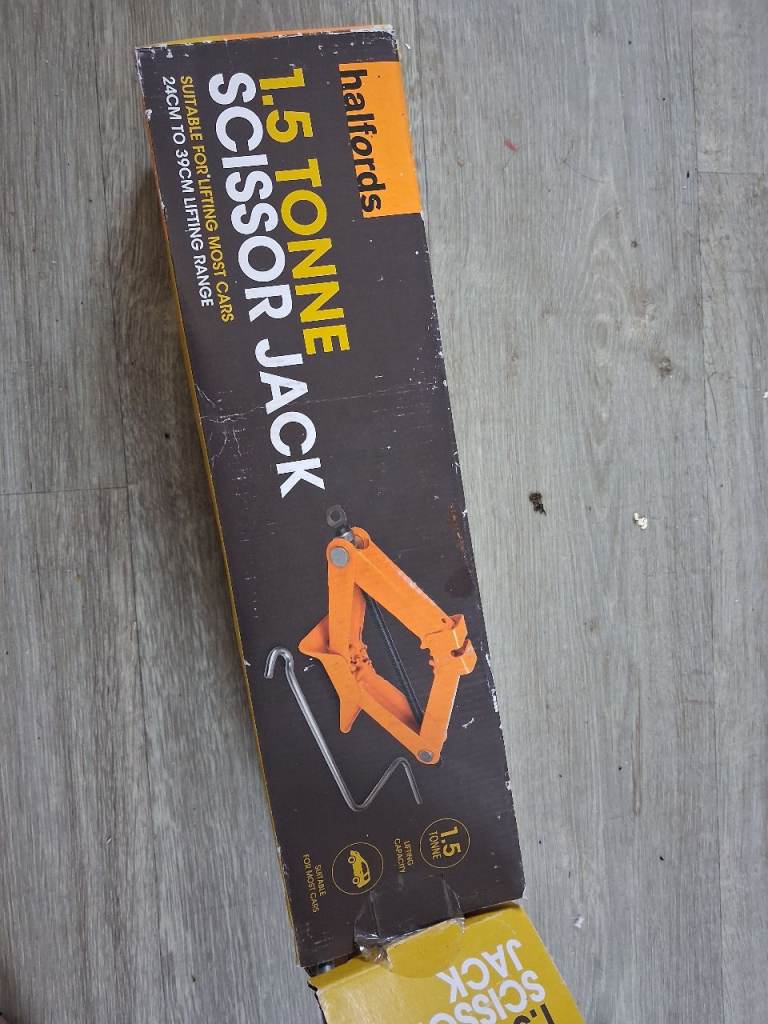 halfords
1.5 TONNE
SCISSOR JACK
SUITABLE FOR LIFTING MOST CARS
24CM TO 39CM LIFTING RANGE
1.5
TONNE
LIFTING
CAPACITY
SUITABLE
FOR MOST CARS
SCISSO
JACK